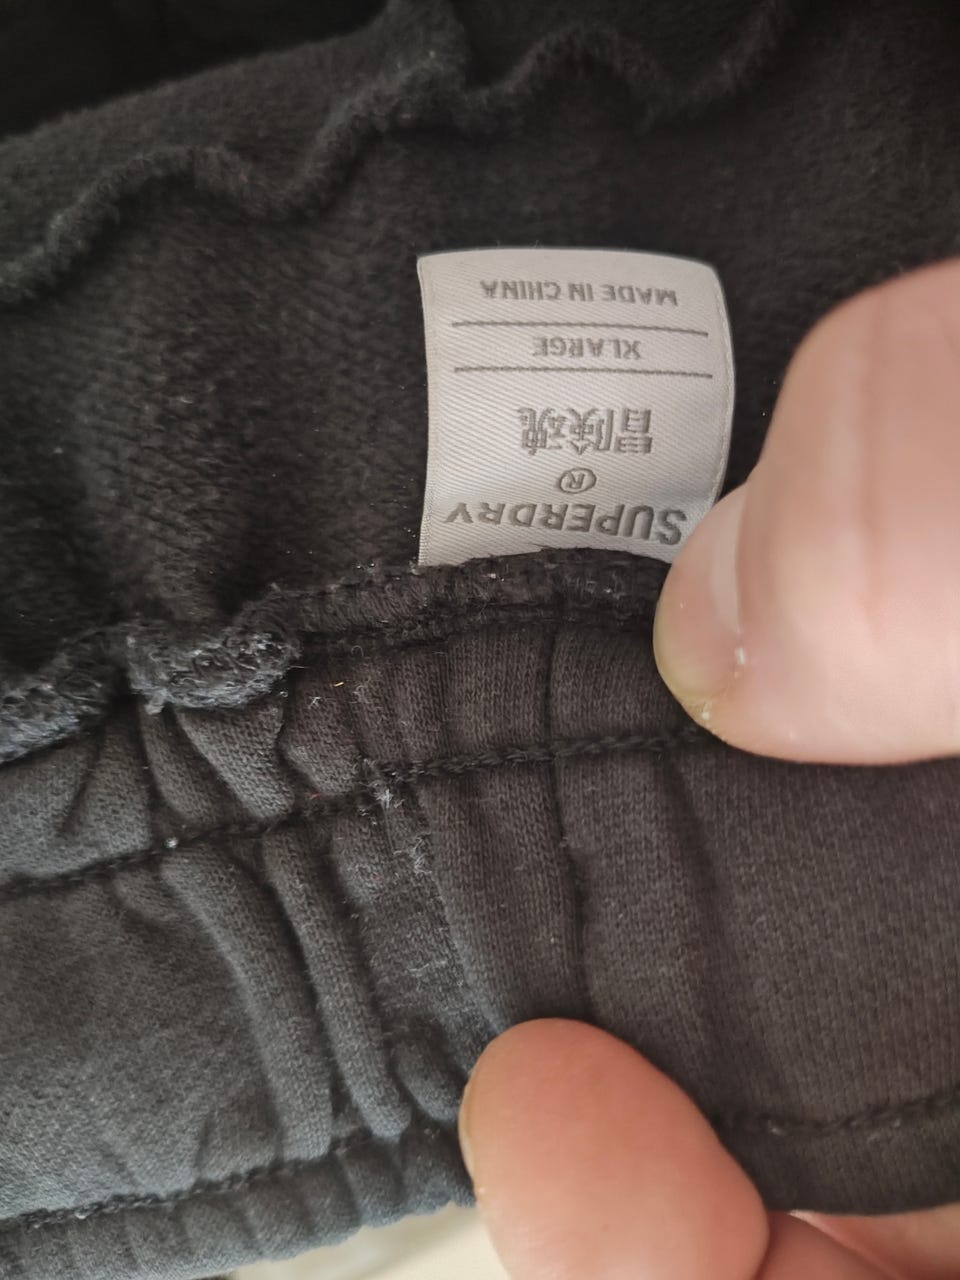 SUPERDRY
®
冒険魂
XLARGE
MADE IN CHINA